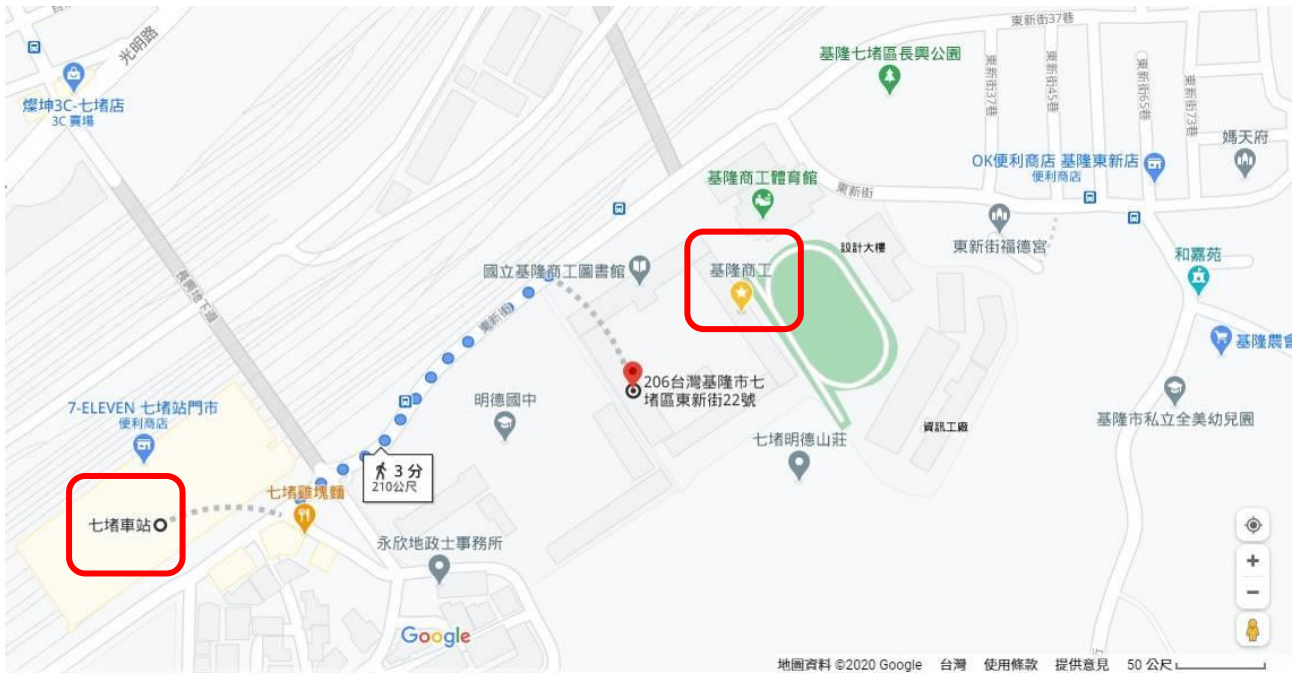 東新街37巷
光明路
基隆七堵區長興公園
東新街37巷
東新街45巷
東新街65巷
東新街73巷
燦坤3C-七堵店
3C 賣場
媽天府
OK便利商店 基隆東新店
便利商店
基隆商工體育館
東新街
設計大樓
東新街福德宮
和嘉苑
國立基隆商工圖書館
基隆商工
長興地下道
東新街
基隆農會
206台灣基隆市七
堵區東新街22號
7-ELEVEN 七堵站門市
便利商店
明德國中
基隆市私立全美幼兒園
資訊工廠
七堵明德山莊
3 分
210公尺
七堵雞塊麵
七堵車站
永欣地政士事務所
Google
地圖資料 ©2020 Google 台灣 使用條款 提供意見 50 公尺